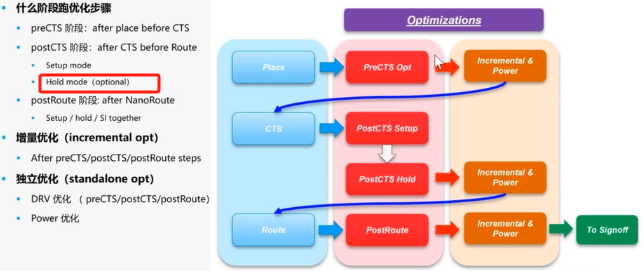 什么阶段跑优化步骤
preCTS 阶段：after place before CTS
postCTS 阶段：after CTS before Route
Setup mode
Hold mode（optional）
postRoute 阶段: after NanoRoute
Setup / hold / SI together
增量优化（incremental opt）
After preCTS/postCTS/postRoute steps
独立优化（standalone opt）
DRV 优化 （ preCTS/postCTS/postRoute)
Power 优化
Optimizations
Place
PreCTS Opt
Incremental &
Power
CTS
PostCTS Setup
PostCTS Hold
Incremental &
Power
Route
PostRoute
Incremental &
Power
To Signoff